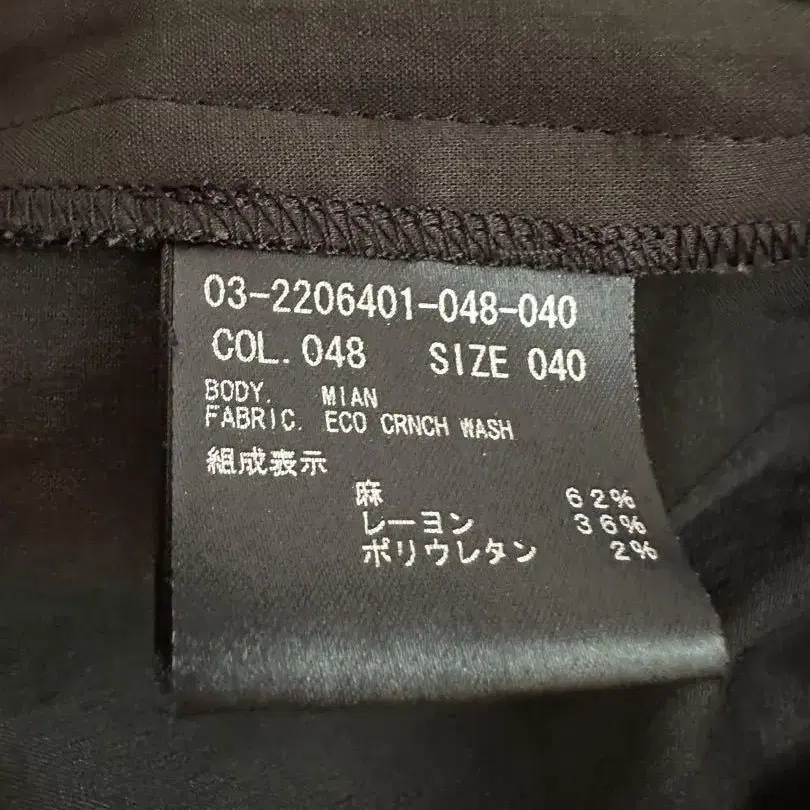 03-2206401-048-040
COL. 048 SIZE 040
BODY. MIAN
FABRIC. ECO CRNCH WASH
組成表示
麻 62%
レーヨン 36%
ポリウレタン 2%